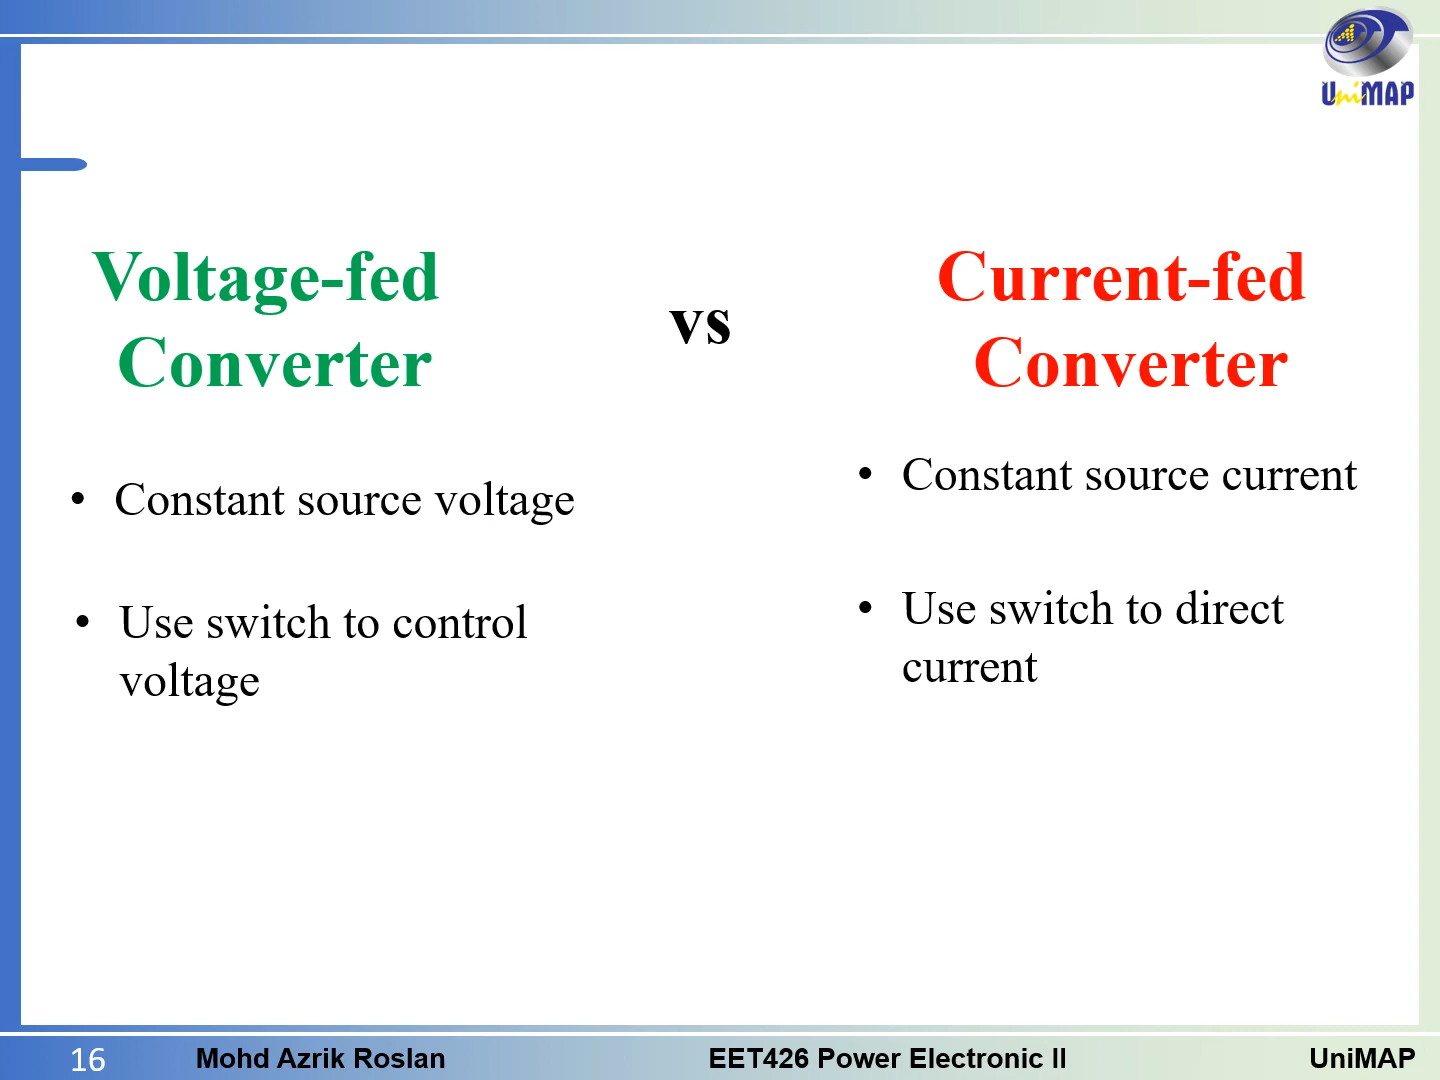 UniMAP
Voltage-fed
Converter
vs
Current-fed
Converter
• Constant source voltage
• Use switch to control
voltage
• Constant source current
• Use switch to direct
current
16
Mohd Azrik Roslan
EET426 Power Electronic II
UniMAP